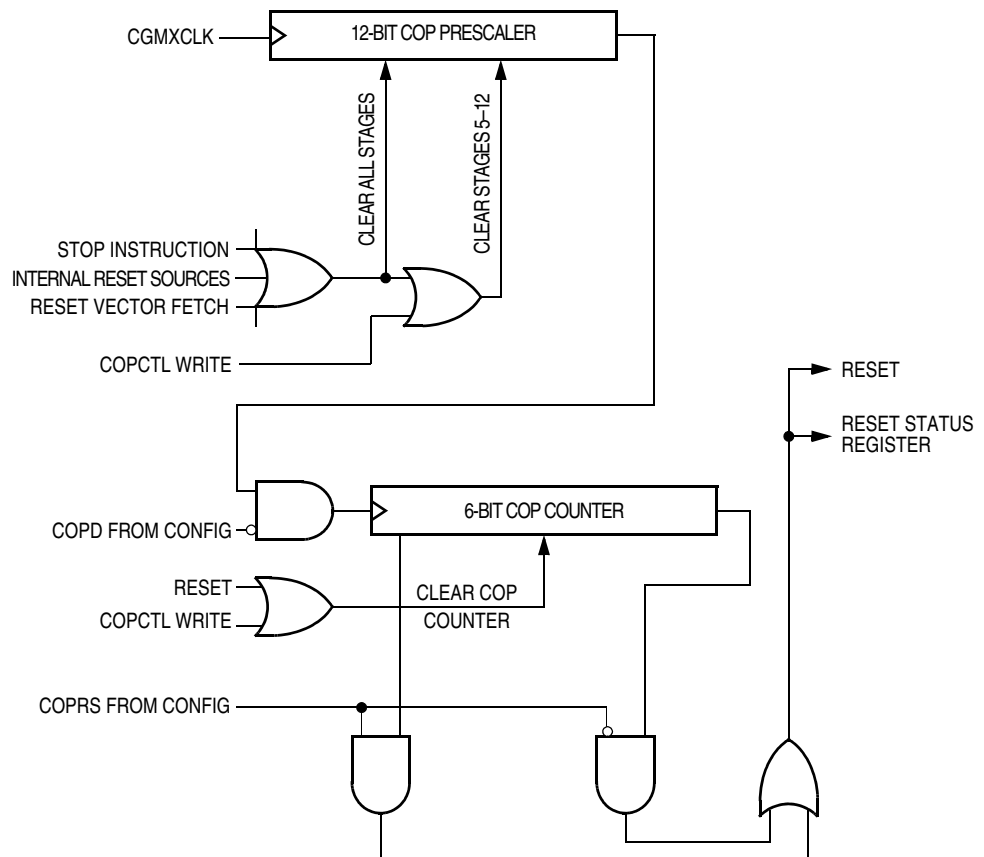 12-BIT COP PRESCALER
CGMXCLK
CLEAR ALL STAGES
CLEAR STAGES 5–12
STOP INSTRUCTION
INTERNAL RESET SOURCES
RESET VECTOR FETCH
COPCTL WRITE
RESET
RESET STATUS
REGISTER
6-BIT COP COUNTER
COPD FROM CONFIG
RESET
CLEAR COP
COUNTER
COPCTL WRITE
COPRS FROM CONFIG